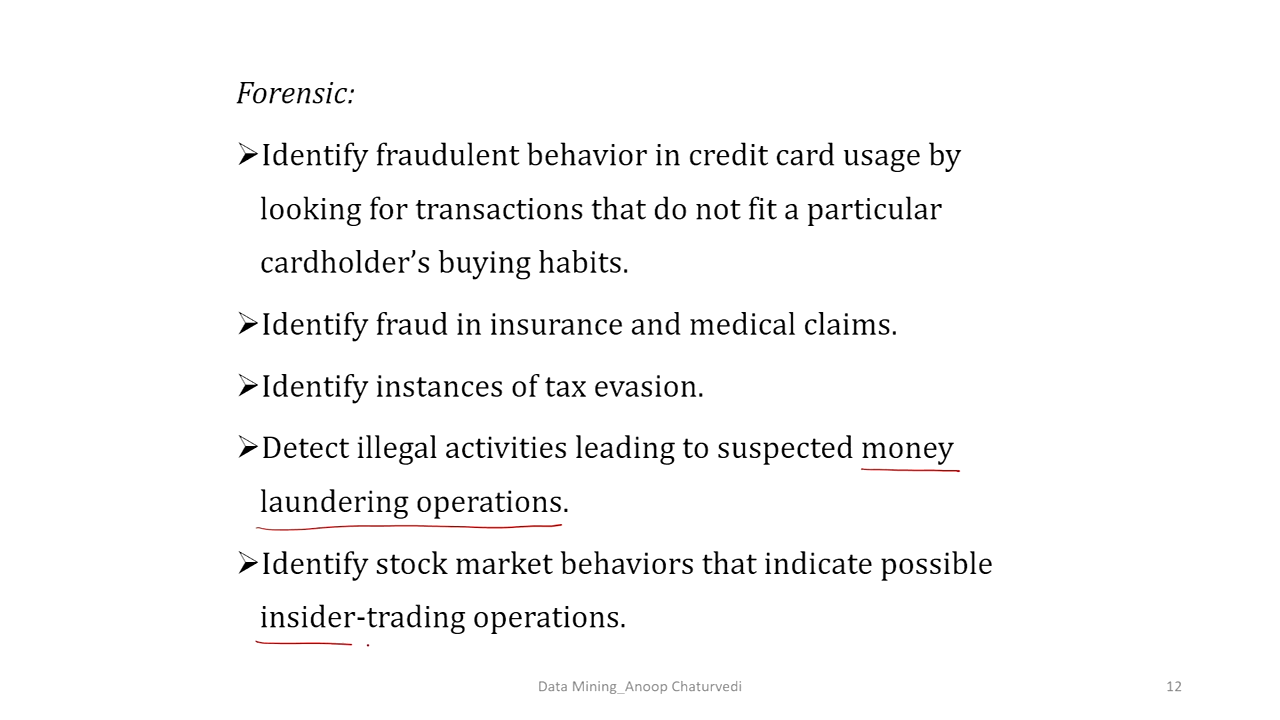 Forensic:
➢Identify fraudulent behavior in credit card usage by
looking for transactions that do not fit a particular
cardholder’s buying habits.
➢Identify fraud in insurance and medical claims.
➢Identify instances of tax evasion.
➢Detect illegal activities leading to suspected money
laundering operations.
➢Identify stock market behaviors that indicate possible
insider-trading operations.
Data Mining_Anoop Chaturvedi
12